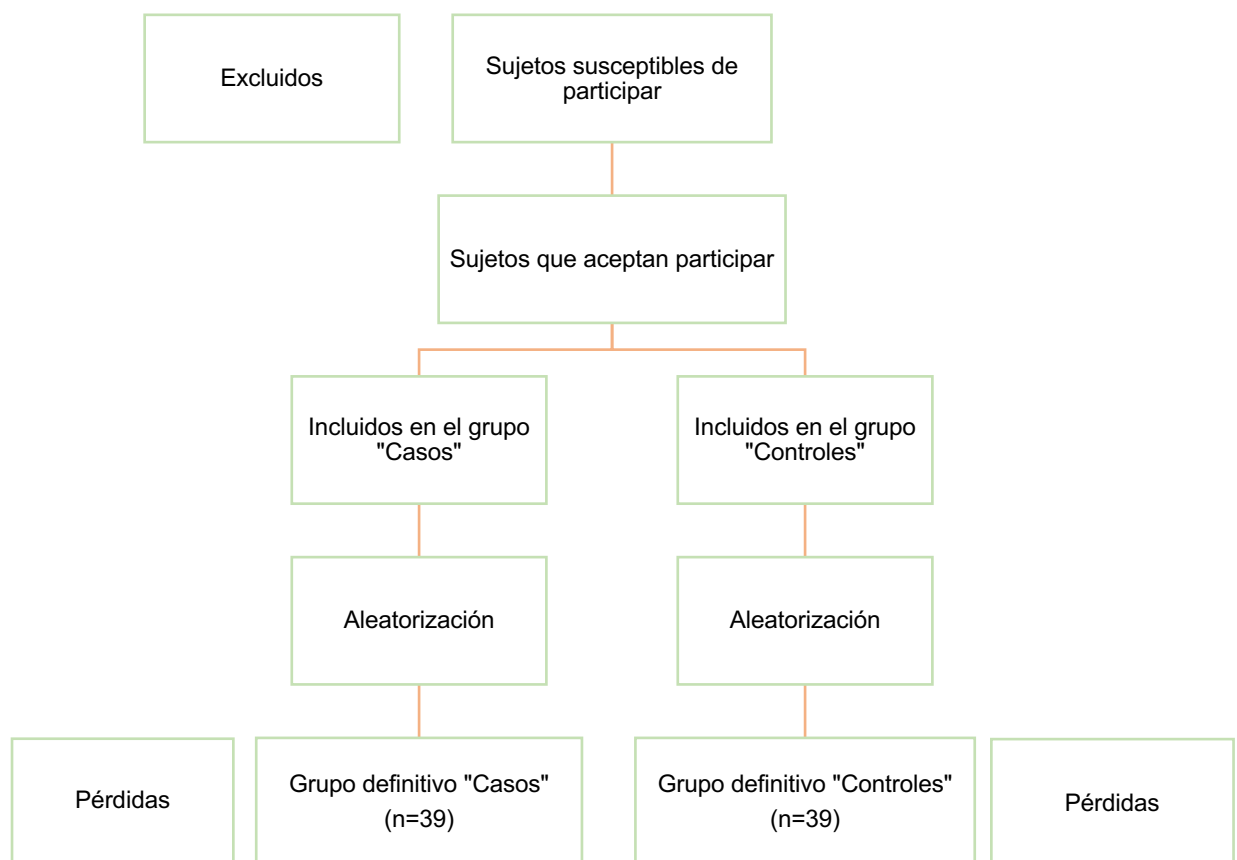 Excluidos
Sujetos susceptibles de
participar
Sujetos que aceptan participar
Incluidos en el grupo
"Casos"
Incluidos en el grupo
"Controles"
Aleatorización
Aleatorización
Pérdidas
Grupo definitivo "Casos"
(n=39)
Grupo definitivo "Controles"
(n=39)
Pérdidas